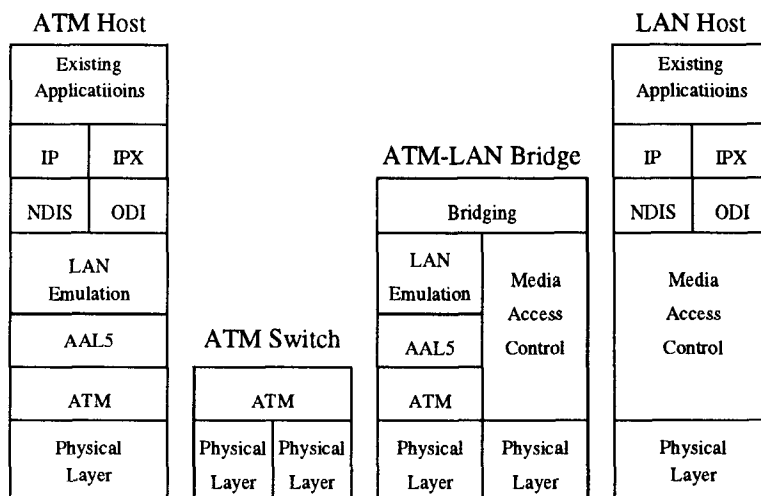 ATM Host
Existing
Applicatiioins
IP
IPX
NDIS
ODI
LAN
Emulation
AAL5
ATM
Physical
Layer
ATM Switch
ATM
Physical
Layer
Physical
Layer
ATM-LAN Bridge
Bridging
LAN
Emulation
AAL5
ATM
Physical
Layer
Media
Access
Control
Physical
Layer
LAN Host
Existing
Applicatiioins
IP
IPX
NDIS
ODI
Media
Access
Control
Physical
Layer